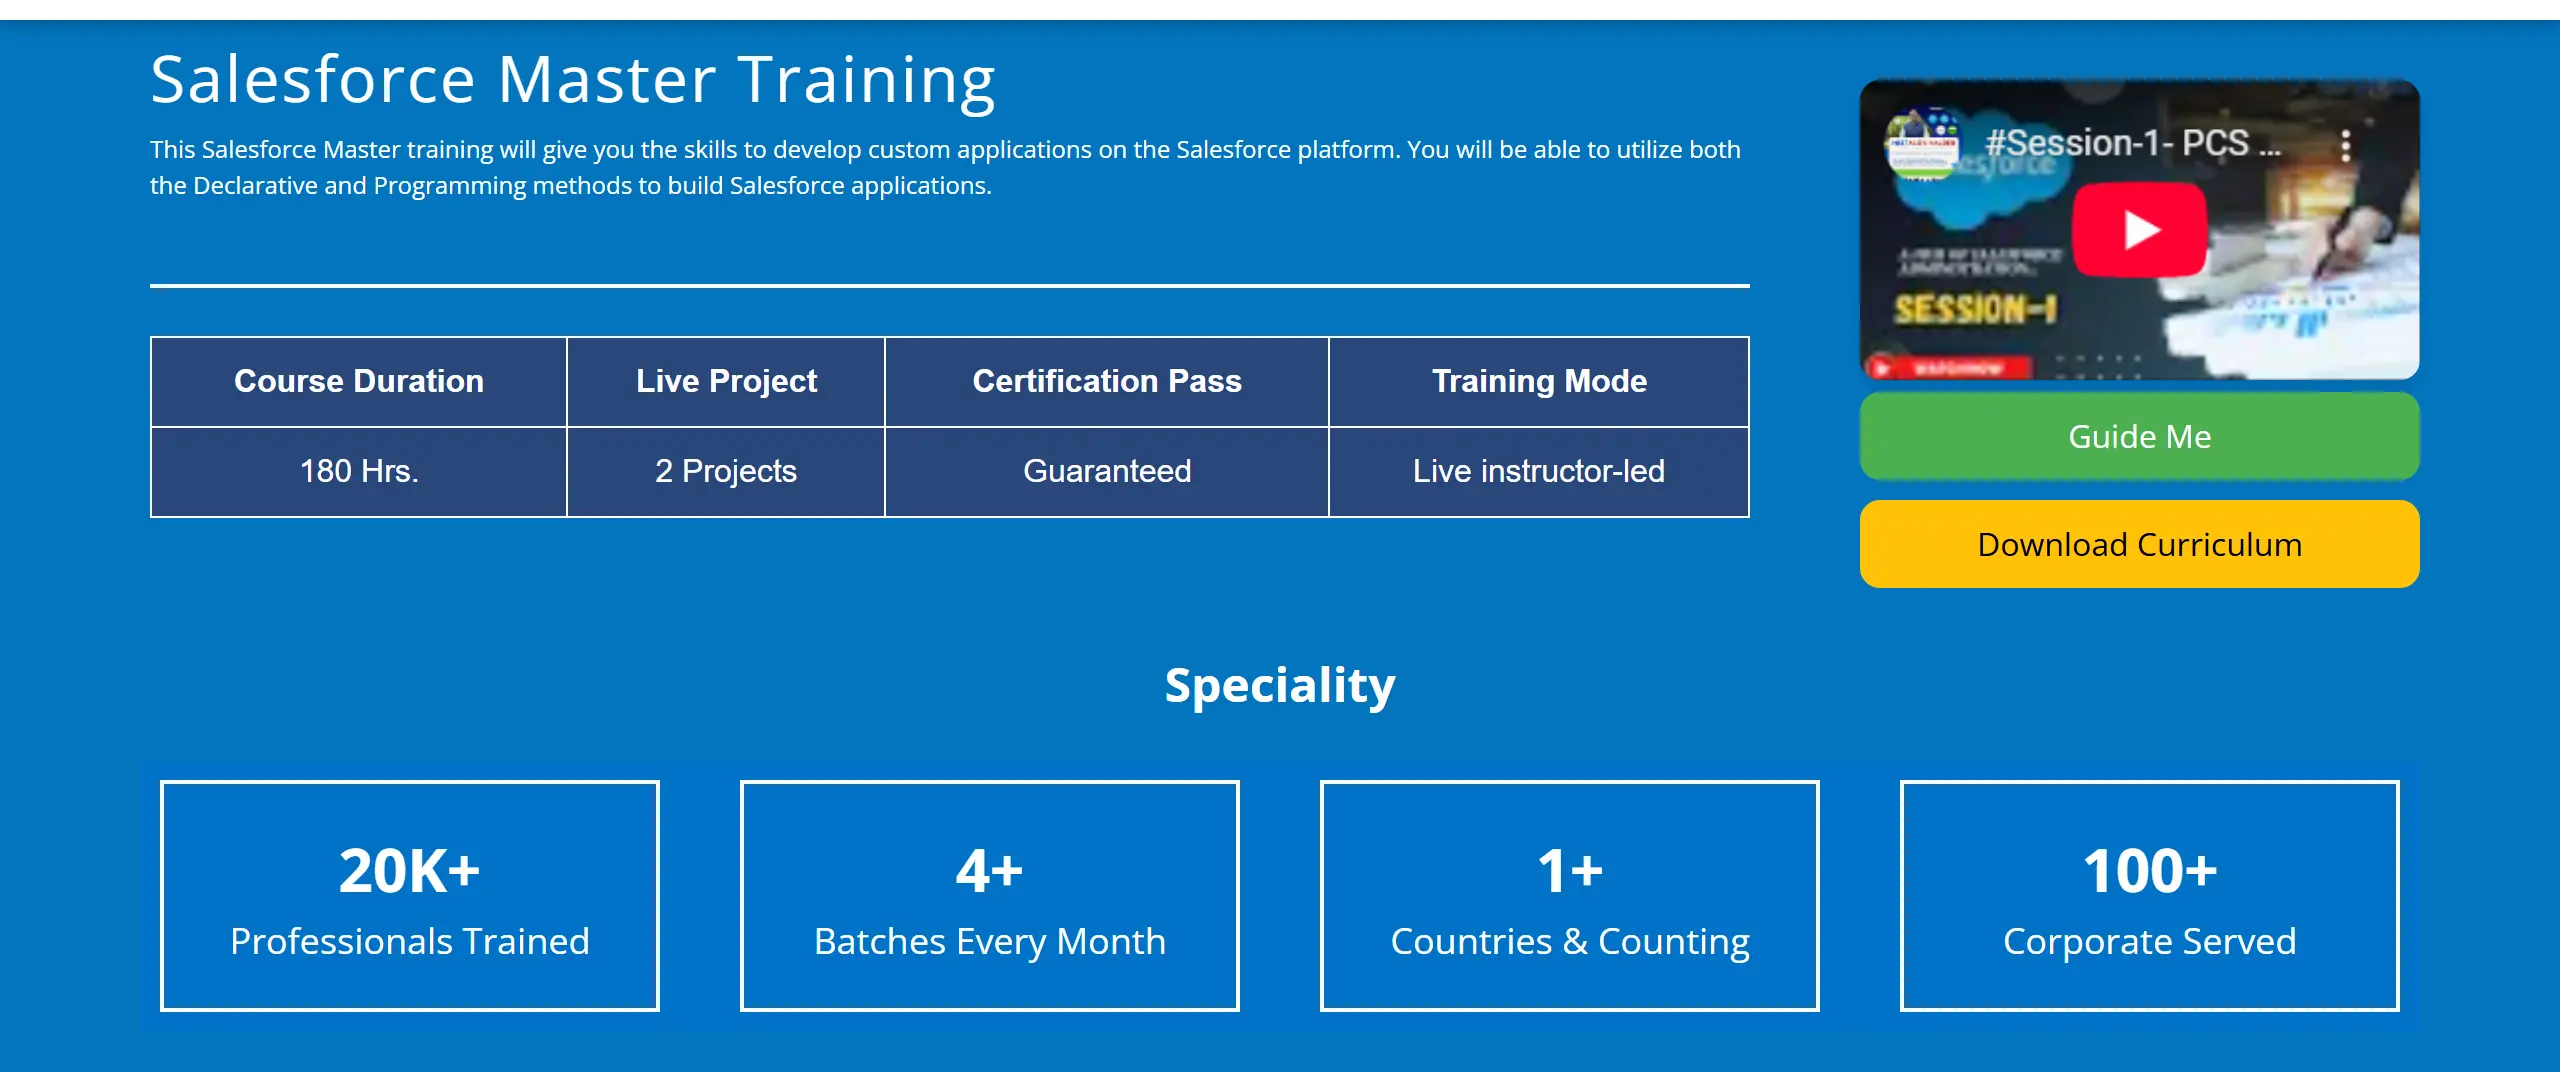 Salesforce Master Training
This Salesforce Master training will give you the skills to develop custom applications on the Salesforce platform. You will be able to utilize both
the Declarative and Programming methods to build Salesforce applications.
Course Duration Live Project Certification Pass Training Mode
180 Hrs. 2 Projects Guaranteed Live instructor-led
#Session-1- PCS ...
SESSION-1
Guide Me
Download Curriculum
Speciality
20K+
Professionals Trained
4+
Batches Every Month
1+
Countries & Counting
100+
Corporate Served